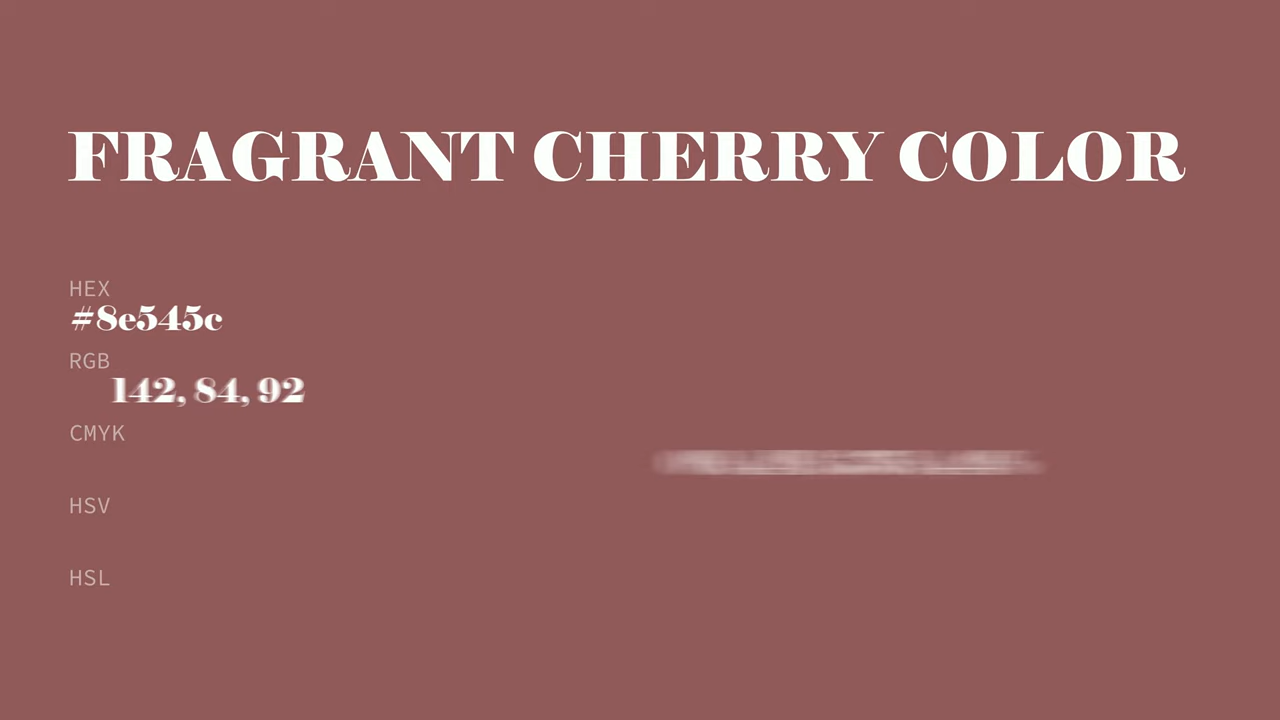 FRAGRANT CHERRY COLOR
HEX
#8e545c
RGB
142, 84, 92
CMYK
HSV
HSL